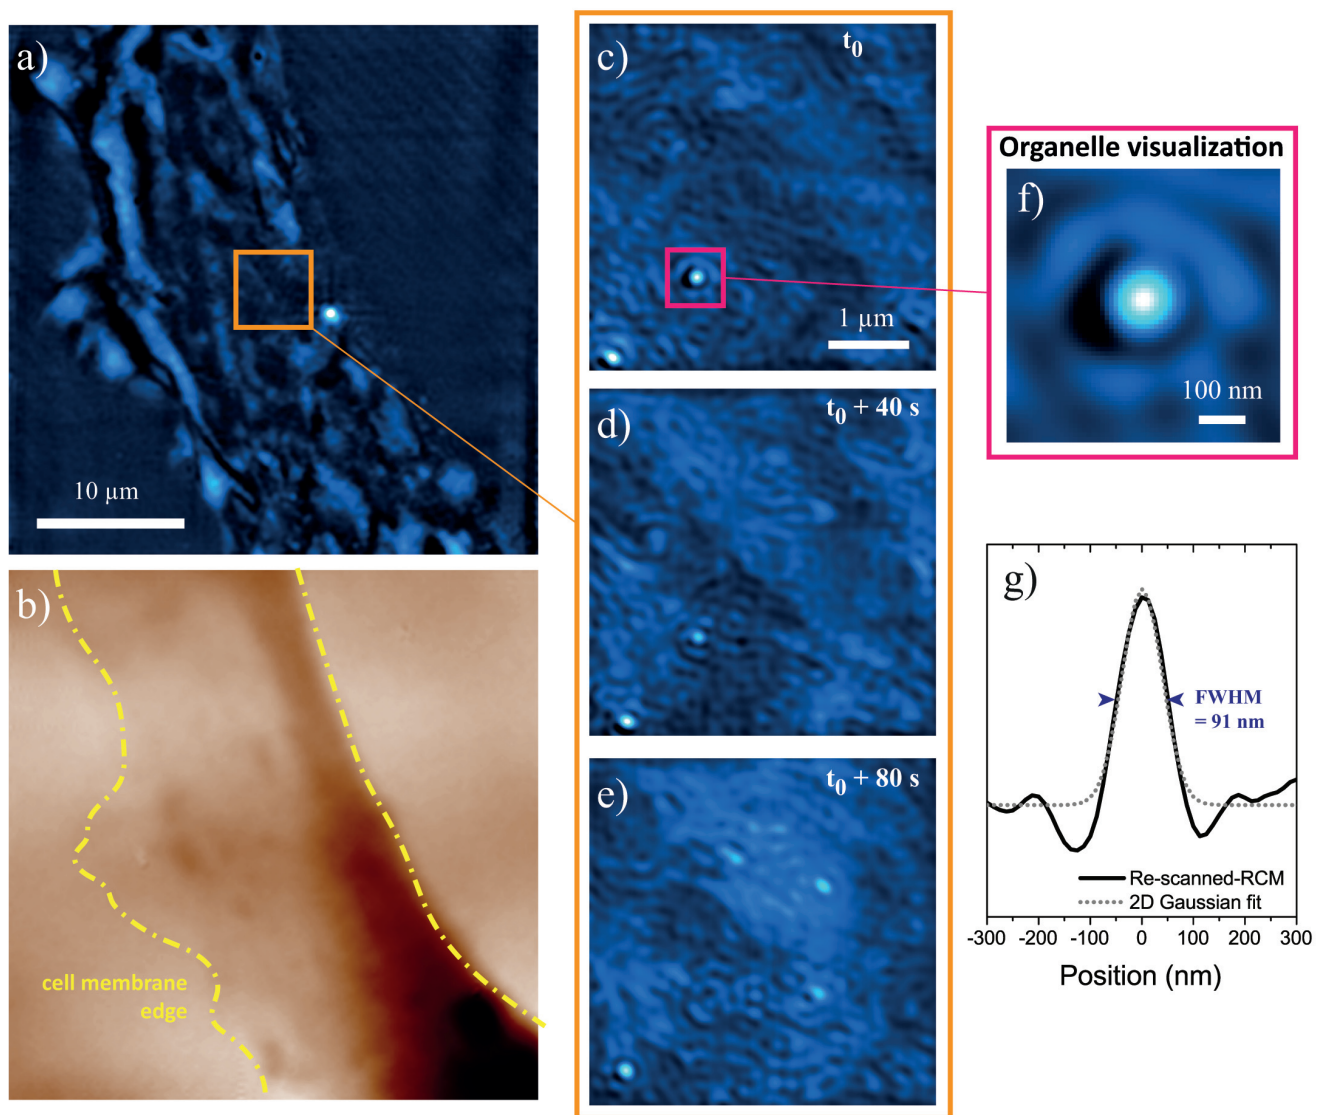 a)
10 µm
b)
cell membrane
edge
c)
t0
1 µm
d)
t0 + 40 s
e)
t0 + 80 s
Organelle visualization
f)
100 nm
g)
FWHM
= 91 nm
Re-scanned-RCM
2D Gaussian fit
-300 -200 -100 0 100 200 300
Position (nm)